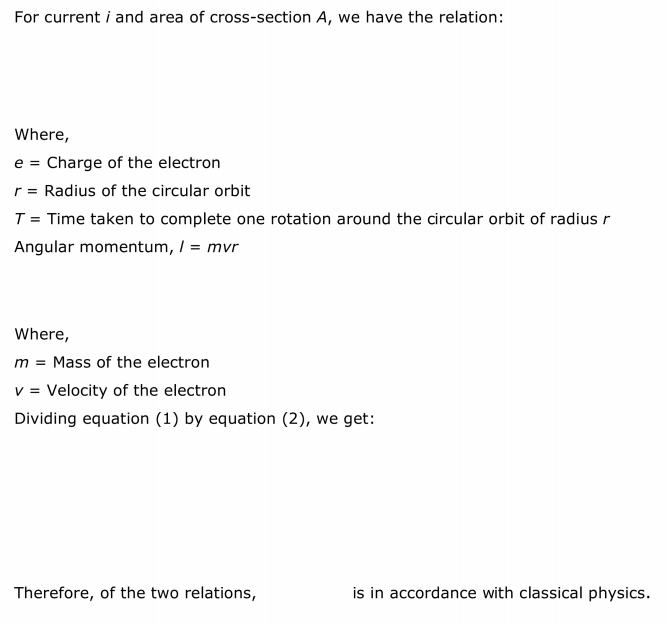 For current i and area of cross-section A, we have the relation:
Where,
e = Charge of the electron
r = Radius of the circular orbit
T = Time taken to complete one rotation around the circular orbit of radius r
Angular momentum, l = mvr
Where,
m = Mass of the electron
v = Velocity of the electron
Dividing equation (1) by equation (2), we get:
Therefore, of the two relations, is in accordance with classical physics.